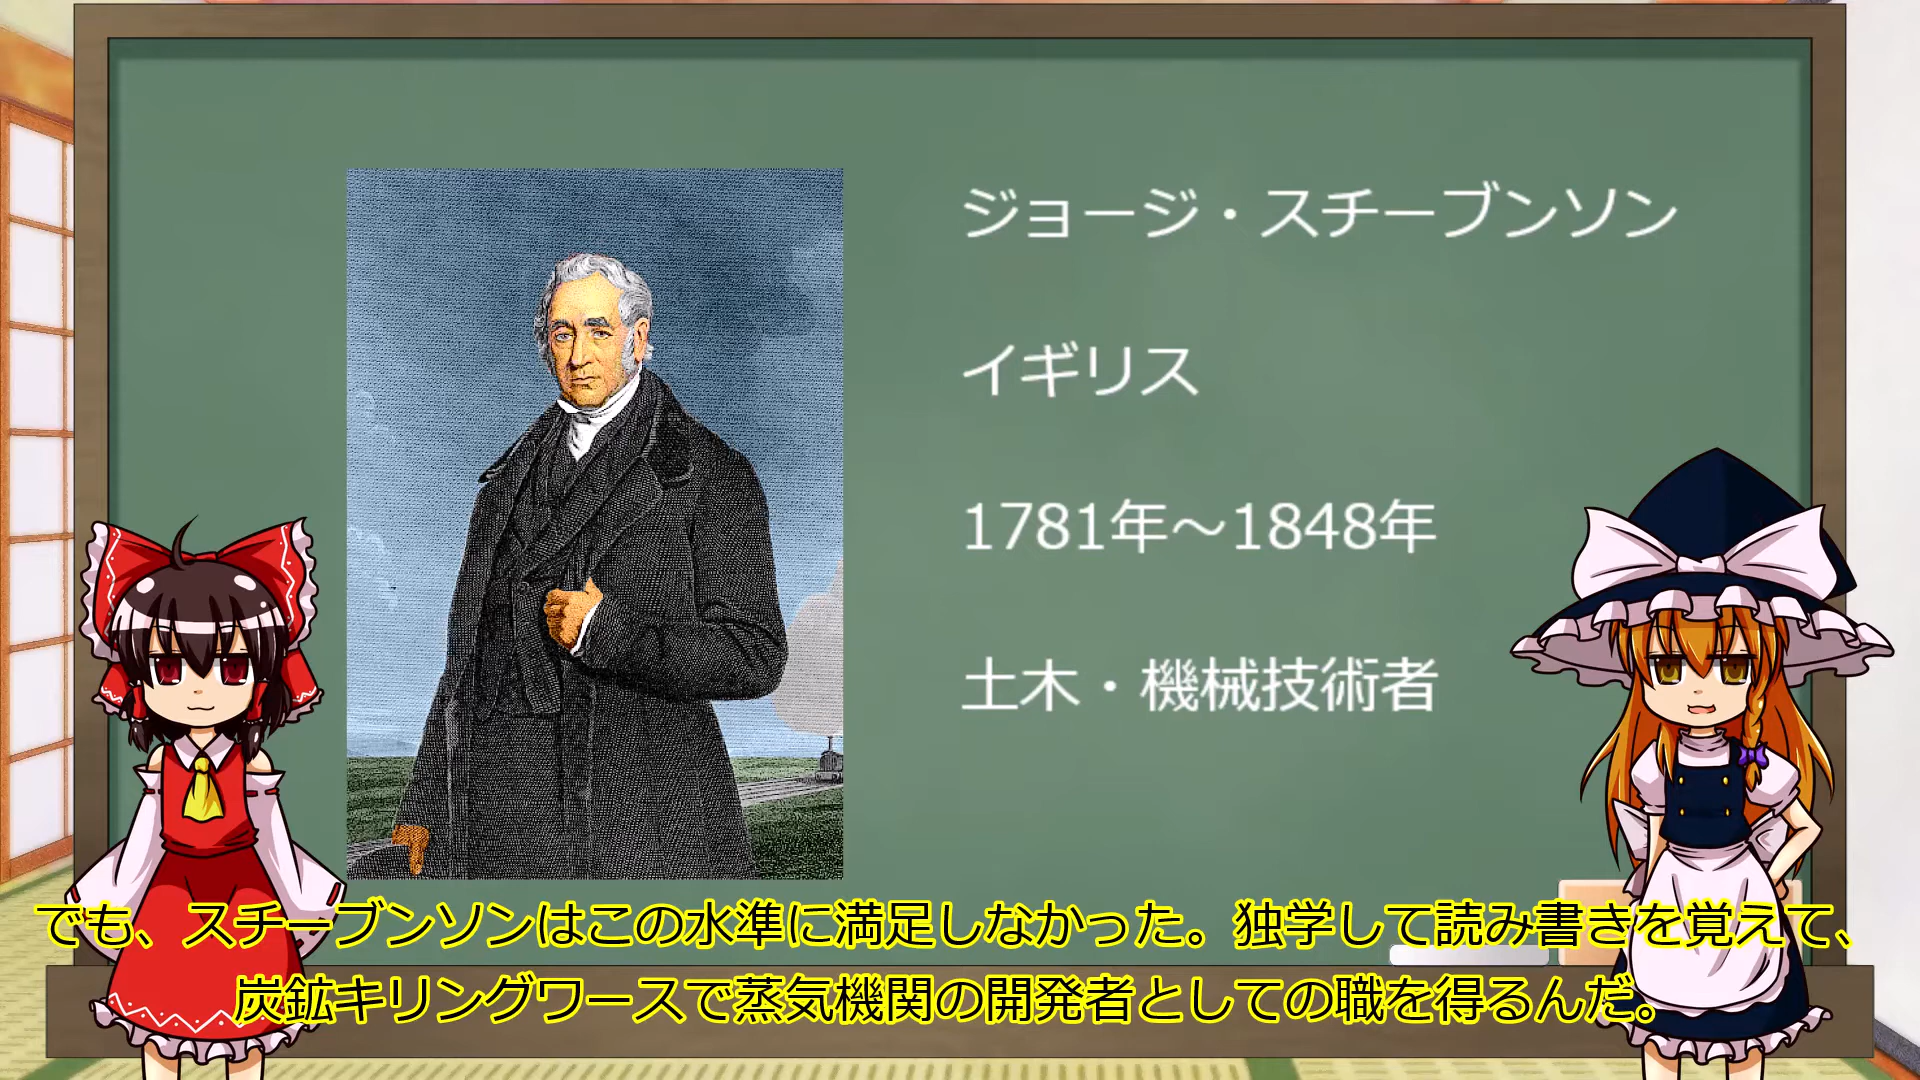 ジョージ・スチーブンソン
イギリス
1781年～1848年
土木・機械技術者
でも、スチーブンソンはこの水準に満足しなかった。独学して読み書きを覚えて、
炭鉱キリングワースで蒸気機関の開発者としての職を得るんだ。